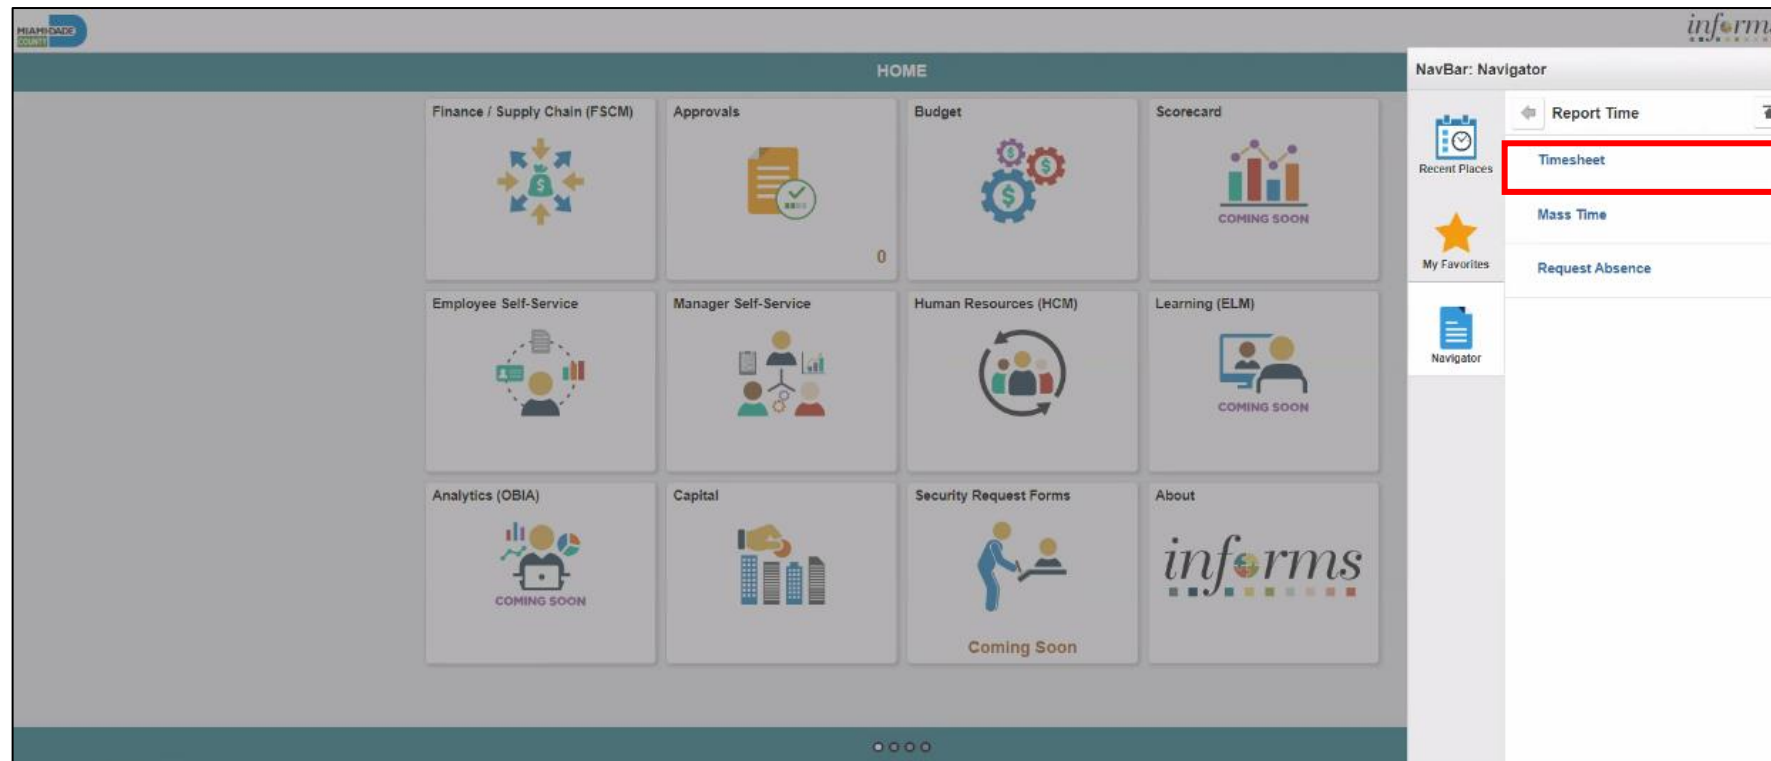 MIAMI-DADE
COUNTY
informs
HOME
NavBar: Navigator
Finance / Supply Chain (FSCM)
Approvals
0
Budget
Scorecard
COMING SOON
Employee Self-Service
Manager Self-Service
Human Resources (HCM)
Learning (ELM)
COMING SOON
Analytics (OBIA)
COMING SOON
Capital
Security Request Forms
Coming Soon
About
informs
Recent Places
My Favorites
Navigator
Report Time
Timesheet
Mass Time
Request Absence